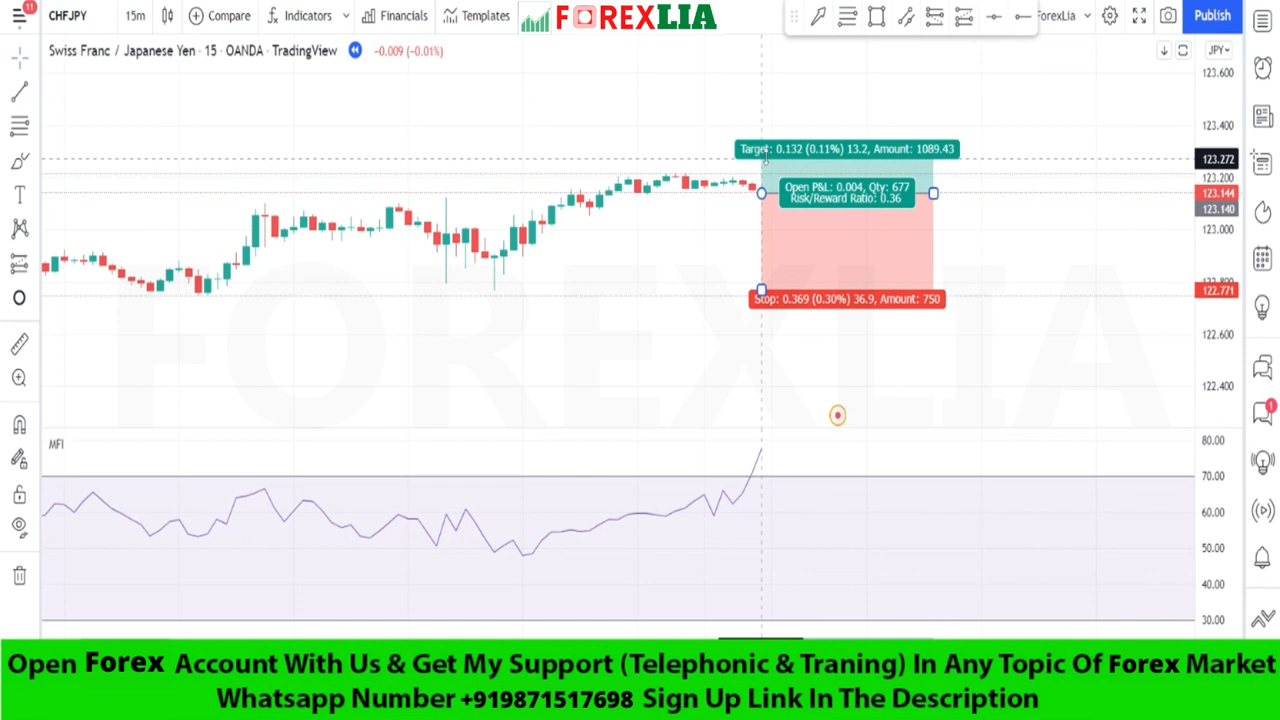 11
CHFJPY 15m Compare Indicators Financials Templates FOREXLIA ForexLia Publish
Swiss Franc / Japanese Yen · 15 · OANDA · TradingView −0.009 (−0.01%) JPY
123.600
123.400
Target: 0.132 (0.11%) 13.2, Amount: 1089.43
123.272
123.200
Open P&L: 0.004, Qty: 677
123.144
Risk/Reward Ratio: 0.36
123.140
123.000
122.800
122.771
Stop: 0.369 (0.30%) 36.9, Amount: 750
FOREXLIA
122.600
122.400
1
MFI
80.00
70.00
60.00
50.00
40.00
30.00
Open Forex Account With Us & Get My Support (Telephonic & Traning) In Any Topic Of Forex Market
Whatsapp Number +919871517698 Sign Up Link In The Description